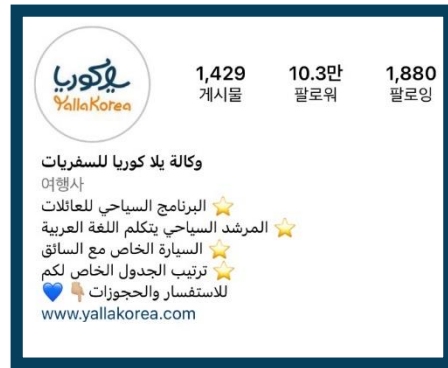 يلاكوريا
YallaKorea
1,429 10.3만 1,880
게시물 팔로워 팔로잉
وكالة يلا كوريا للسفريات
여행사
⭐ البرنامج السياحي للعائلات
⭐ المرشد السياحي يتكلم اللغة العربية
⭐ السيارة الخاص مع السائق
⭐ ترتيب الجدول الخاص لكم
للاستفسار والحجوزات👇🏼 💙
www.yallakorea.com